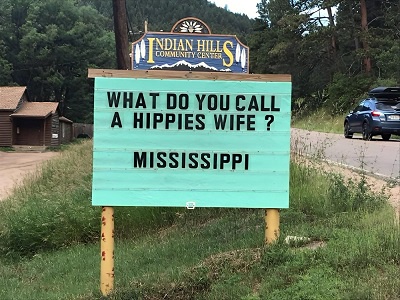 INDIAN HILLS
COMMUNITY CENTER
WHAT DO YOU CALL
A HIPPIES WIFE ?
MISSISSIPPI